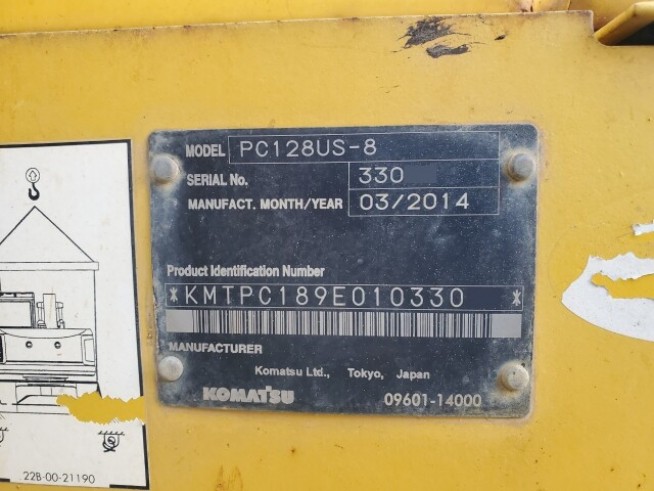 MODEL PC128US-8
SERIAL No. 330
MANUFACT. MONTH/YEAR 03/2014
Product Identification Number
*KMTPC189E010330 *
MANUFACTURER
Komatsu Ltd., Tokyo, Japan
KOMATSU 09601-14000
22B-00-21190